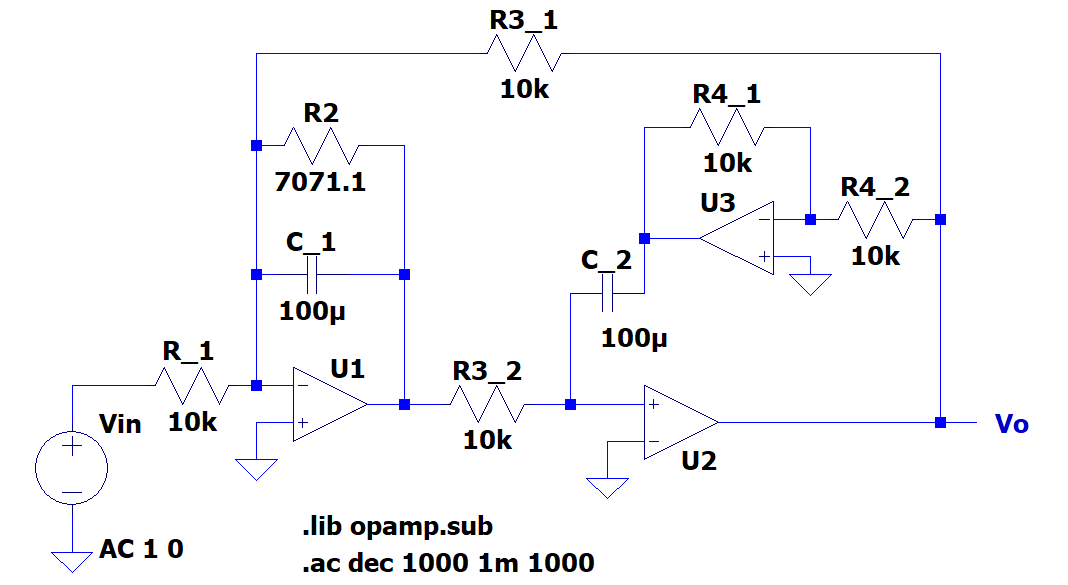 R3_1
10k
R2
7071.1
R4_1
10k
R4_2
10k
U3
C_1
100µ
C_2
100µ
R_1
10k
U1
R3_2
10k
U2
Vin
AC 1 0
Vo
.lib opamp.sub
.ac dec 1000 1m 1000